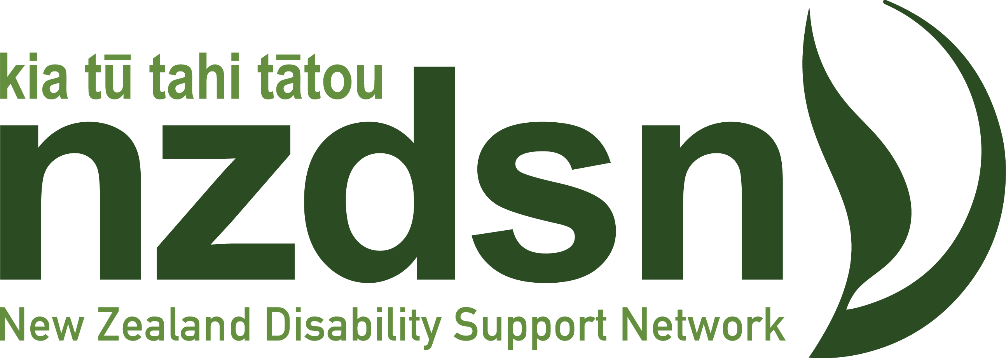 kia tū tahi tātou
nzdsn
New Zealand Disability Support Network